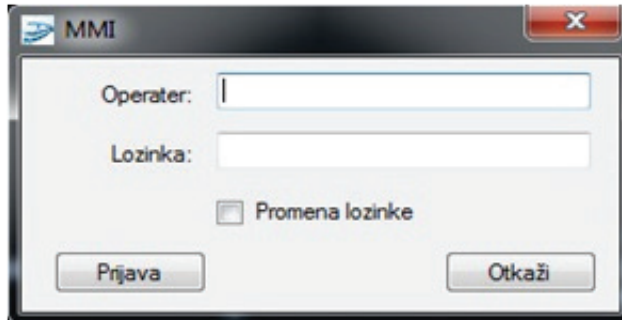 MMI
Operater:
Lozinka:
Promena lozinke
Prijava Otkaži